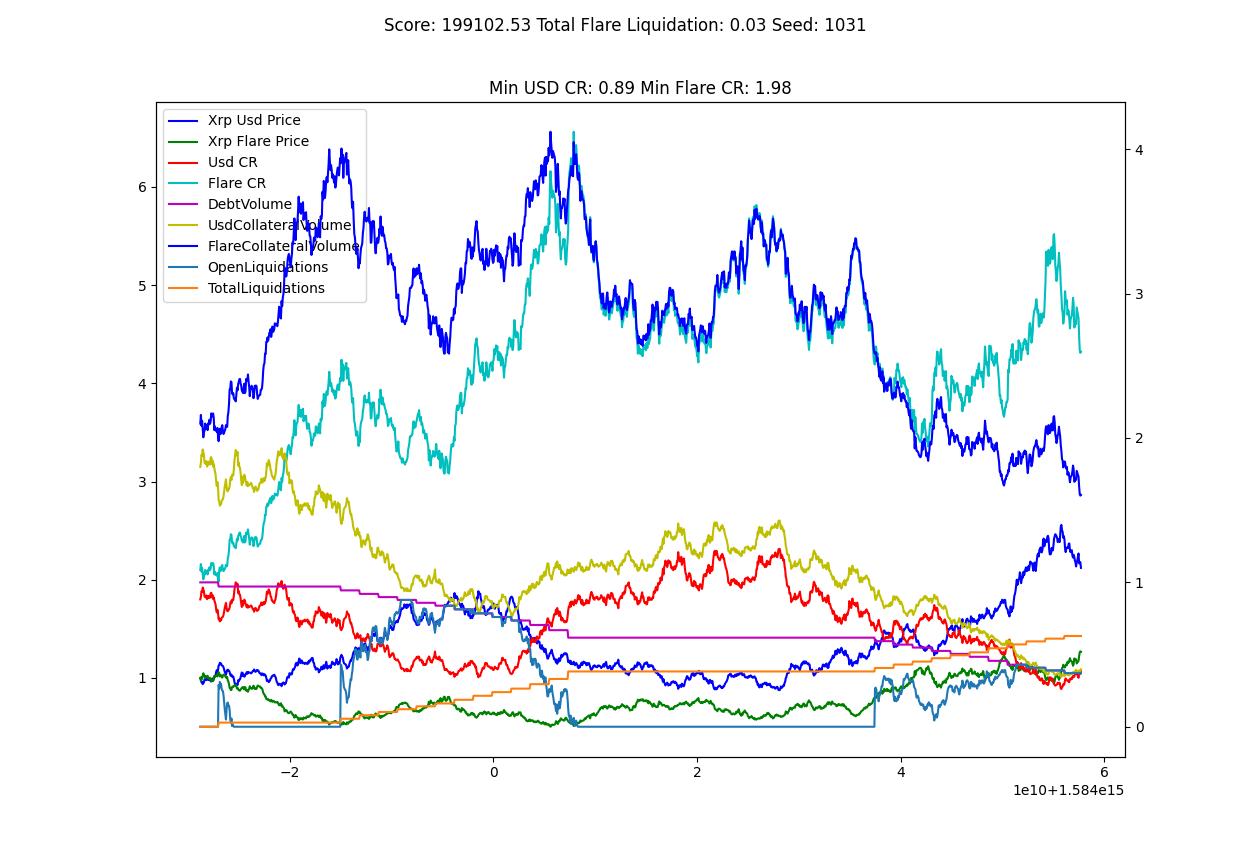 Score: 199102.53 Total Flare Liquidation: 0.03 Seed: 1031
Min USD CR: 0.89 Min Flare CR: 1.98
Xrp Usd Price
Xrp Flare Price
Usd CR
Flare CR
DebtVolume
UsdCollateralVolume
FlareCollateralVolume
OpenLiquidations
TotalLiquidations
6
5
4
3
2
1
4
3
2
1
0
−2
0
2
4
6
1e10+1.584e15